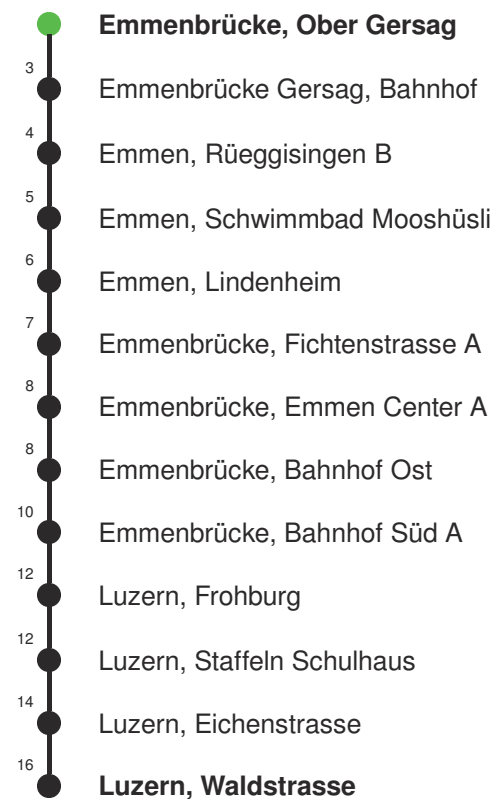 Emmenbrücke, Ober Gersag
3
Emmenbrücke Gersag, Bahnhof
4
Emmen, Rüeggisingen B
5
Emmen, Schwimmbad Mooshüsli
6
Emmen, Lindenheim
7
Emmenbrücke, Fichtenstrasse A
8
Emmenbrücke, Emmen Center A
8
Emmenbrücke, Bahnhof Ost
10
Emmenbrücke, Bahnhof Süd A
12
Luzern, Frohburg
12
Luzern, Staffeln Schulhaus
14
Luzern, Eichenstrasse
16
Luzern, Waldstrasse